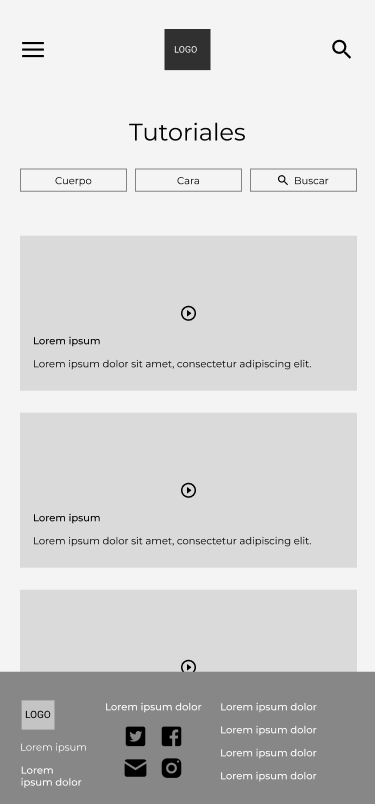 LOGO
Tutoriales
Cuerpo
Cara
Buscar
Lorem ipsum
Lorem ipsum dolor sit amet, consectetur adipiscing elit.
Lorem ipsum
Lorem ipsum dolor sit amet, consectetur adipiscing elit.
LOGO
Lorem ipsum
Lorem
ipsum dolor
Lorem ipsum dolor
Lorem ipsum dolor
Lorem ipsum dolor
Lorem ipsum dolor
Lorem ipsum dolor